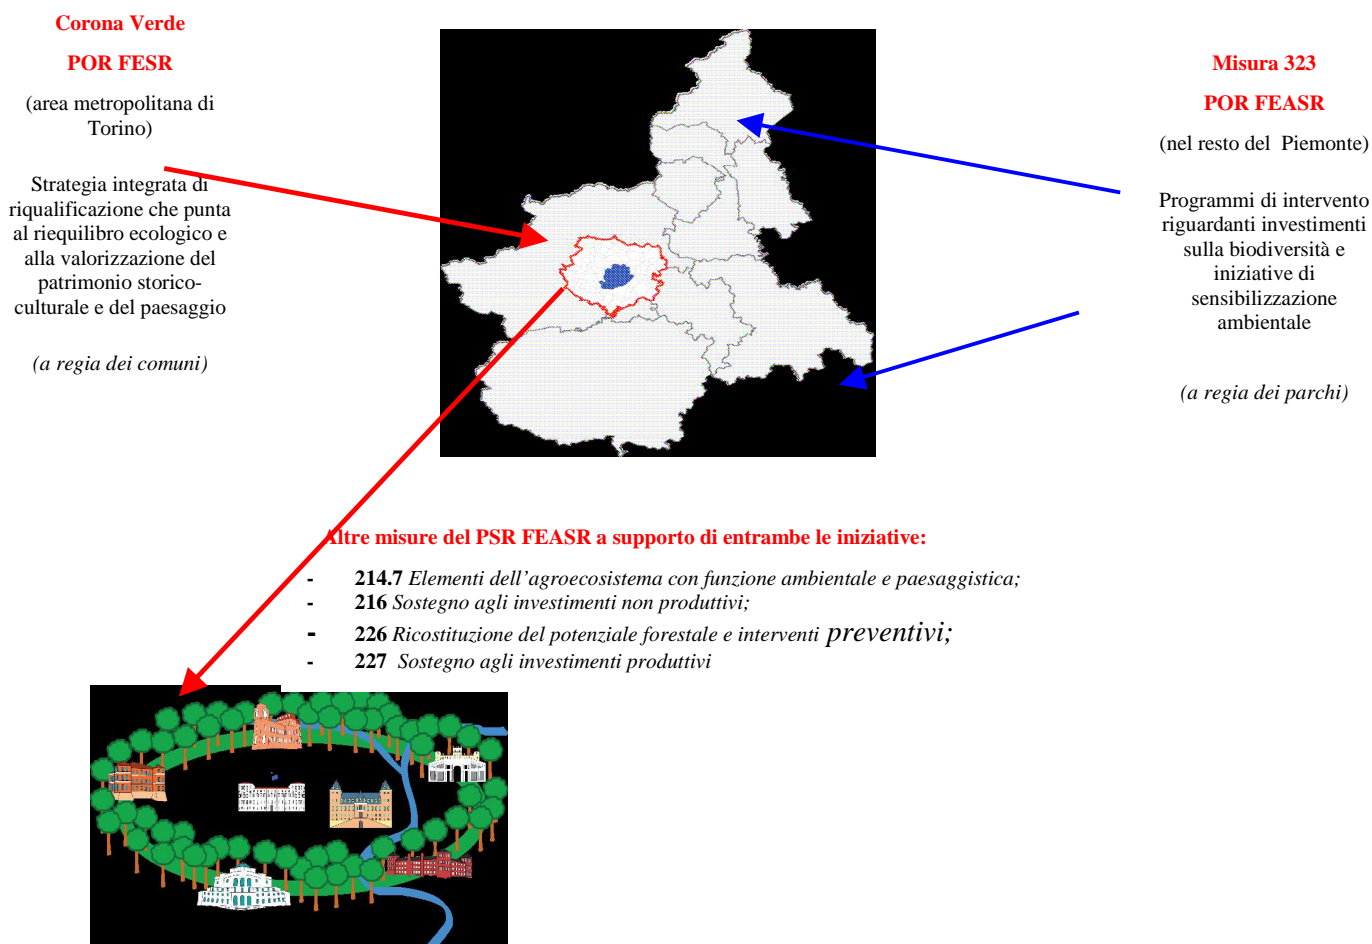 Corona Verde
POR FESR
(area metropolitana di
Torino)
Strategia integrata di
riqualificazione che punta
al riequilibro ecologico e
alla valorizzazione del
patrimonio storico-
culturale e del paesaggio
(a regia dei comuni)
Misura 323
POR FEASR
(nel resto del Piemonte)
Programmi di intervento
riguardanti investimenti
sulla biodiversità e
iniziative di
sensibilizzazione
ambientale
(a regia dei parchi)
Altre misure del PSR FEASR a supporto di entrambe le iniziative:
- 214.7 Elementi dell’agroecosistema con funzione ambientale e paesaggistica;
- 216 Sostegno agli investimenti non produttivi;
- 226 Ricostituzione del potenziale forestale e interventi preventivi;
- 227 Sostegno agli investimenti produttivi